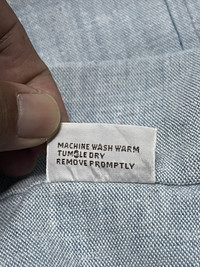 MACHINE WASH WARM
TUMBLE DRY
REMOVE PROMPTLY